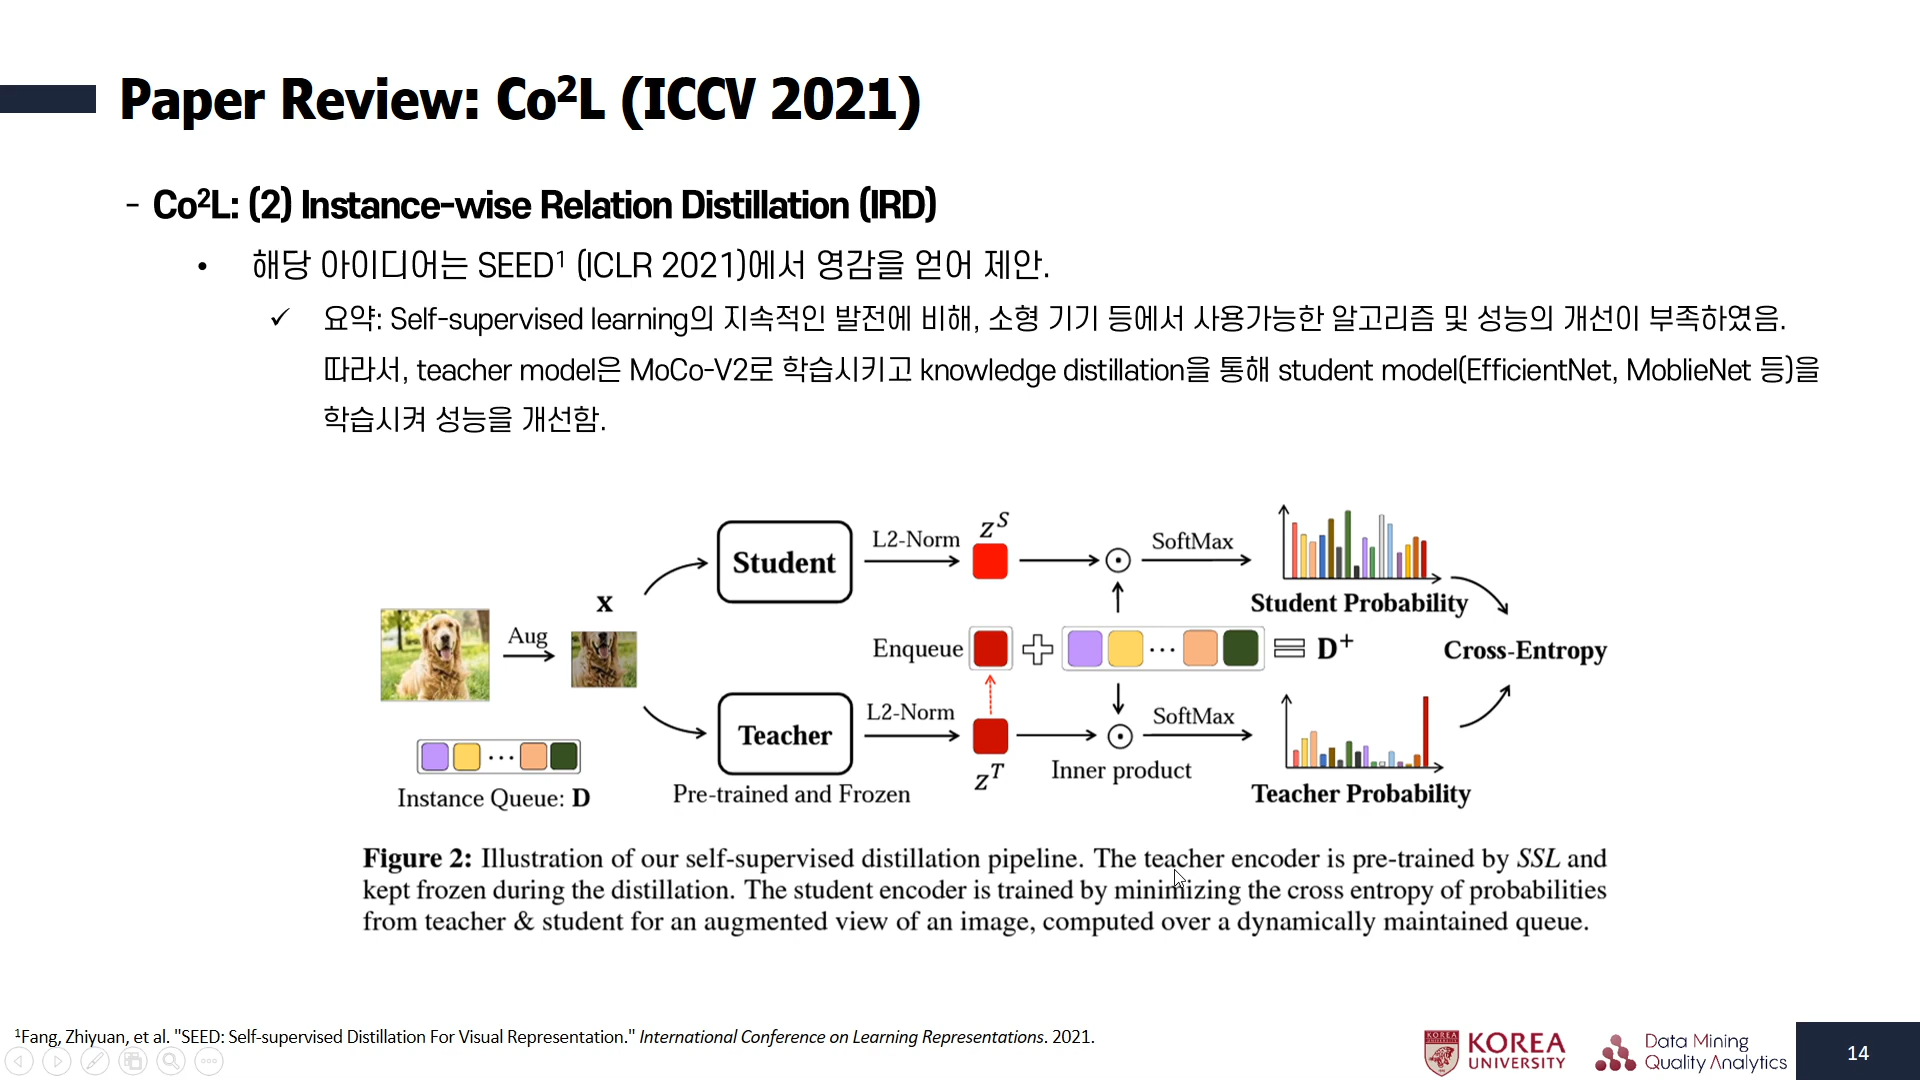 Paper Review: Co²L (ICCV 2021)
- Co²L: (2) Instance-wise Relation Distillation (IRD)
• 해당 아이디어는 SEED¹ (ICLR 2021)에서 영감을 얻어 제안.
✓ 요약: Self-supervised learning의 지속적인 발전에 비해, 소형 기기 등에서 사용가능한 알고리즘 및 성능의 개선이 부족하였음.
따라서, teacher model은 MoCo-V2로 학습시키고 knowledge distillation을 통해 student model(EfficientNet, MoblieNet 등)을
학습시켜 성능을 개선함.
Aug
x
Student
L2-Norm
z^S
SoftMax
Student Probability
Enqueue
D⁺
Cross-Entropy
Teacher
L2-Norm
z^T
SoftMax
Inner product
Teacher Probability
Instance Queue: D
Pre-trained and Frozen
Figure 2: Illustration of our self-supervised distillation pipeline. The teacher encoder is pre-trained by SSL and
kept frozen during the distillation. The student encoder is trained by minimizing the cross entropy of probabilities
from teacher & student for an augmented view of an image, computed over a dynamically maintained queue.
¹Fang, Zhiyuan, et al. "SEED: Self-supervised Distillation For Visual Representation." International Conference on Learning Representations. 2021.
KOREA
UNIVERSITY
Data Mining
Quality Analytics
14